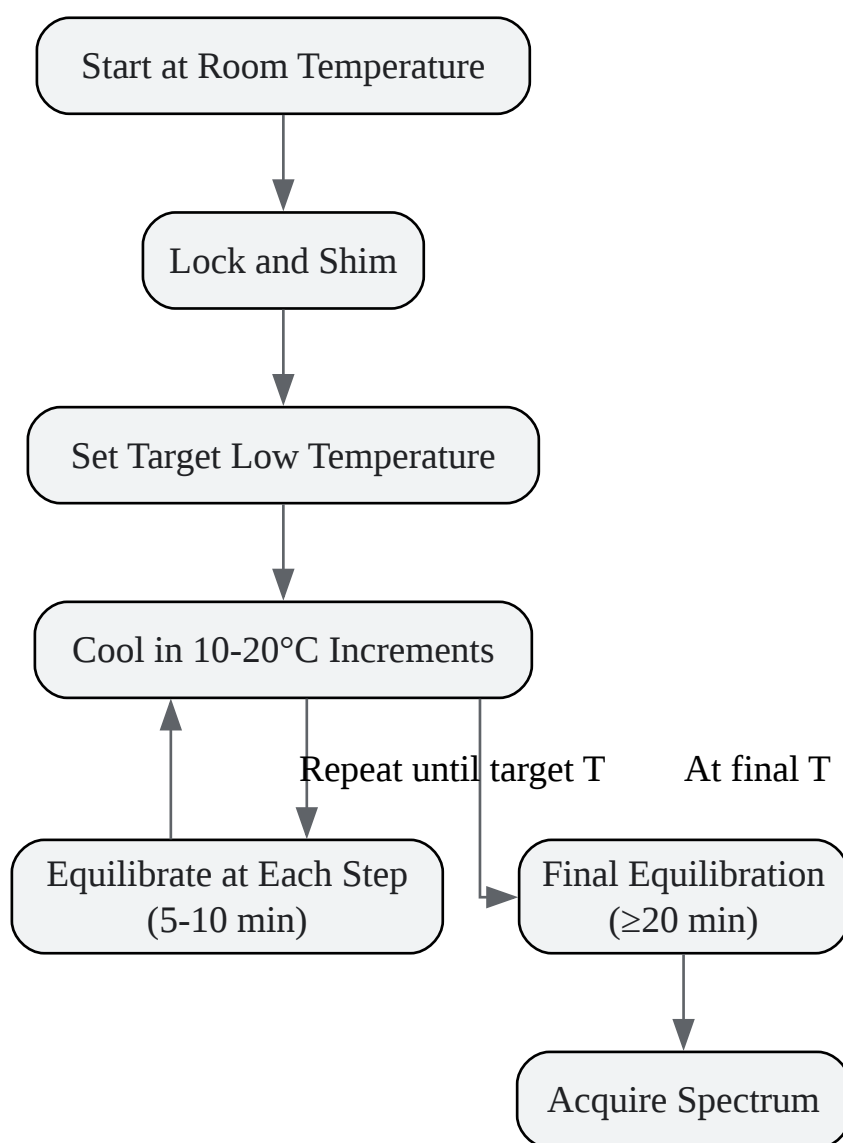 Start at Room Temperature
Lock and Shim
Set Target Low Temperature
Cool in 10-20°C Increments
Repeat until target T
At final T
Equilibrate at Each Step
(5-10 min)
Final Equilibration
(≥20 min)
Acquire Spectrum